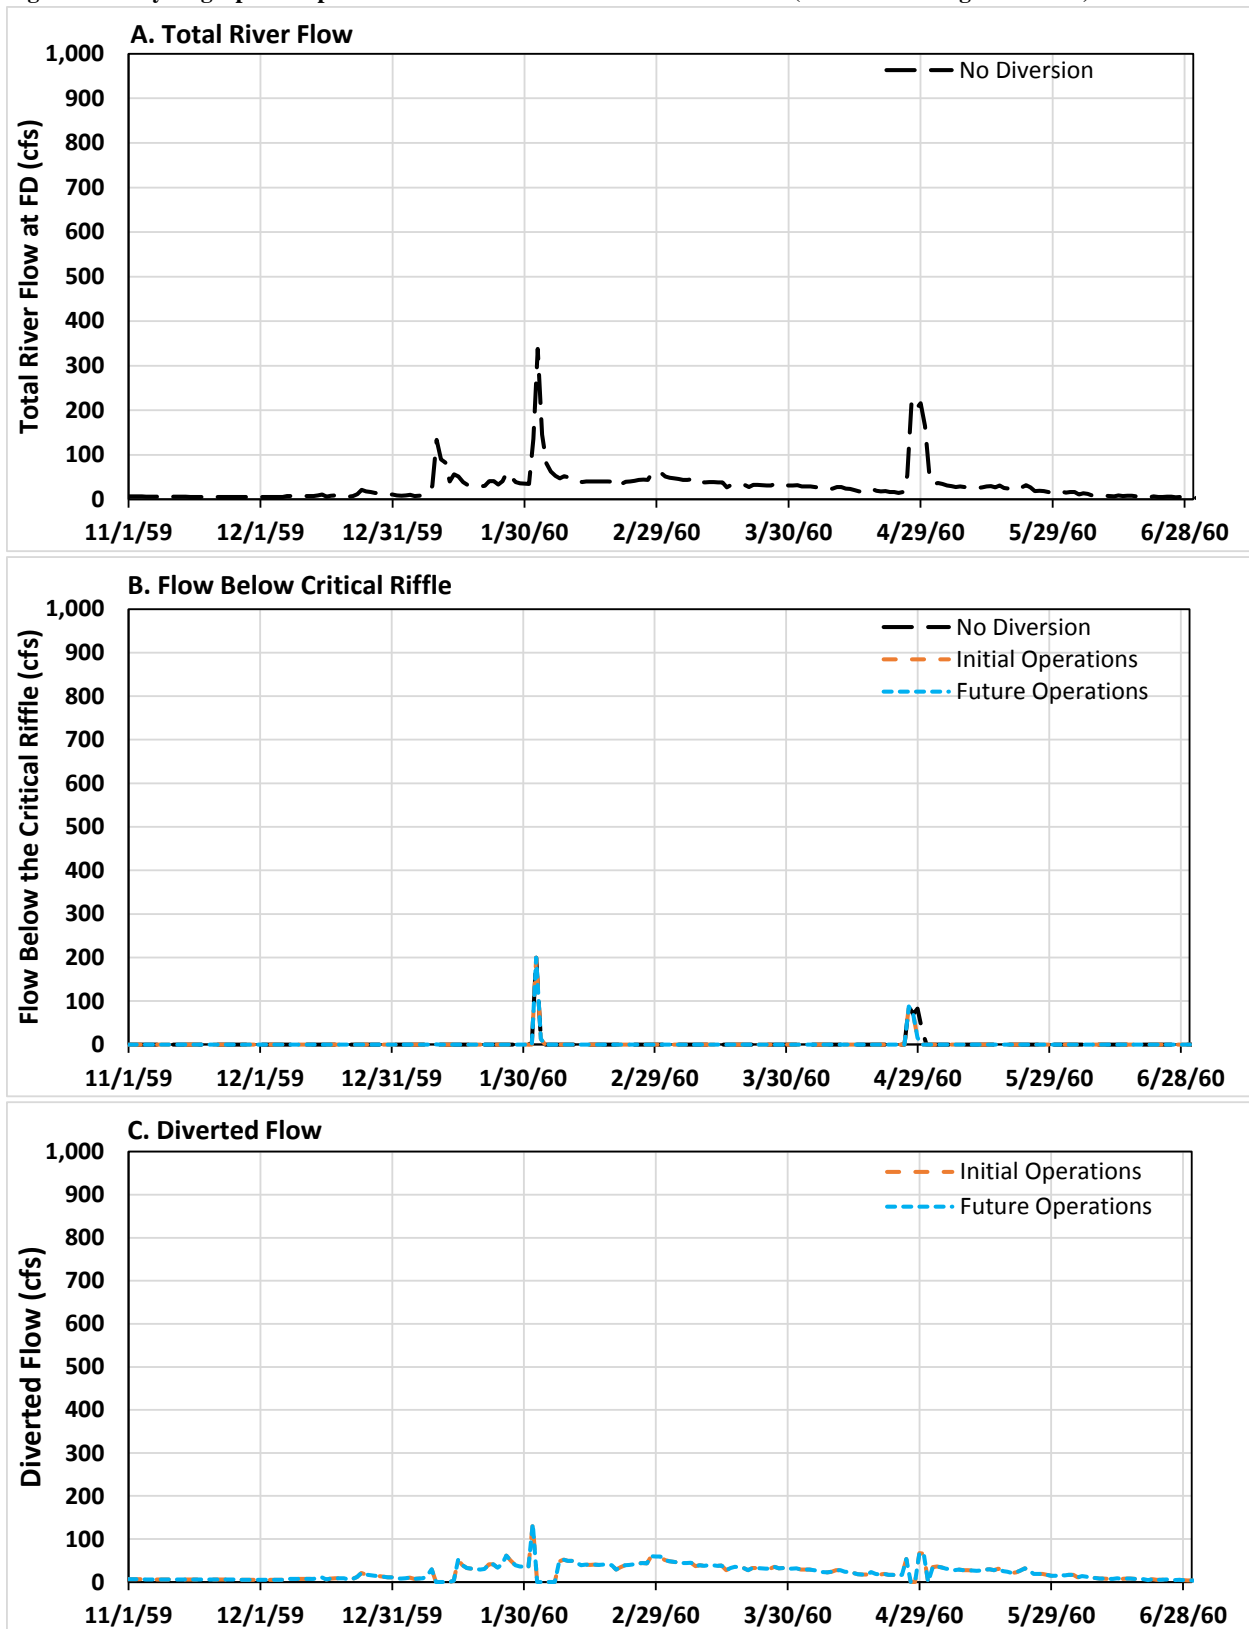 A. Total River Flow
No Diversion
Total River Flow at FD (cfs)
1,000
900
800
700
600
500
400
300
200
100
0
11/1/59 12/1/59 12/31/59 1/30/60 2/29/60 3/30/60 4/29/60 5/29/60 6/28/60
B. Flow Below Critical Riffle
No Diversion
Initial Operations
Future Operations
Flow Below the Critical Riffle (cfs)
1,000
900
800
700
600
500
400
300
200
100
0
11/1/59 12/1/59 12/31/59 1/30/60 2/29/60 3/30/60 4/29/60 5/29/60 6/28/60
C. Diverted Flow
Initial Operations
Future Operations
Diverted Flow (cfs)
1,000
900
800
700
600
500
400
300
200
100
0
11/1/59 12/1/59 12/31/59 1/30/60 2/29/60 3/30/60 4/29/60 5/29/60 6/28/60